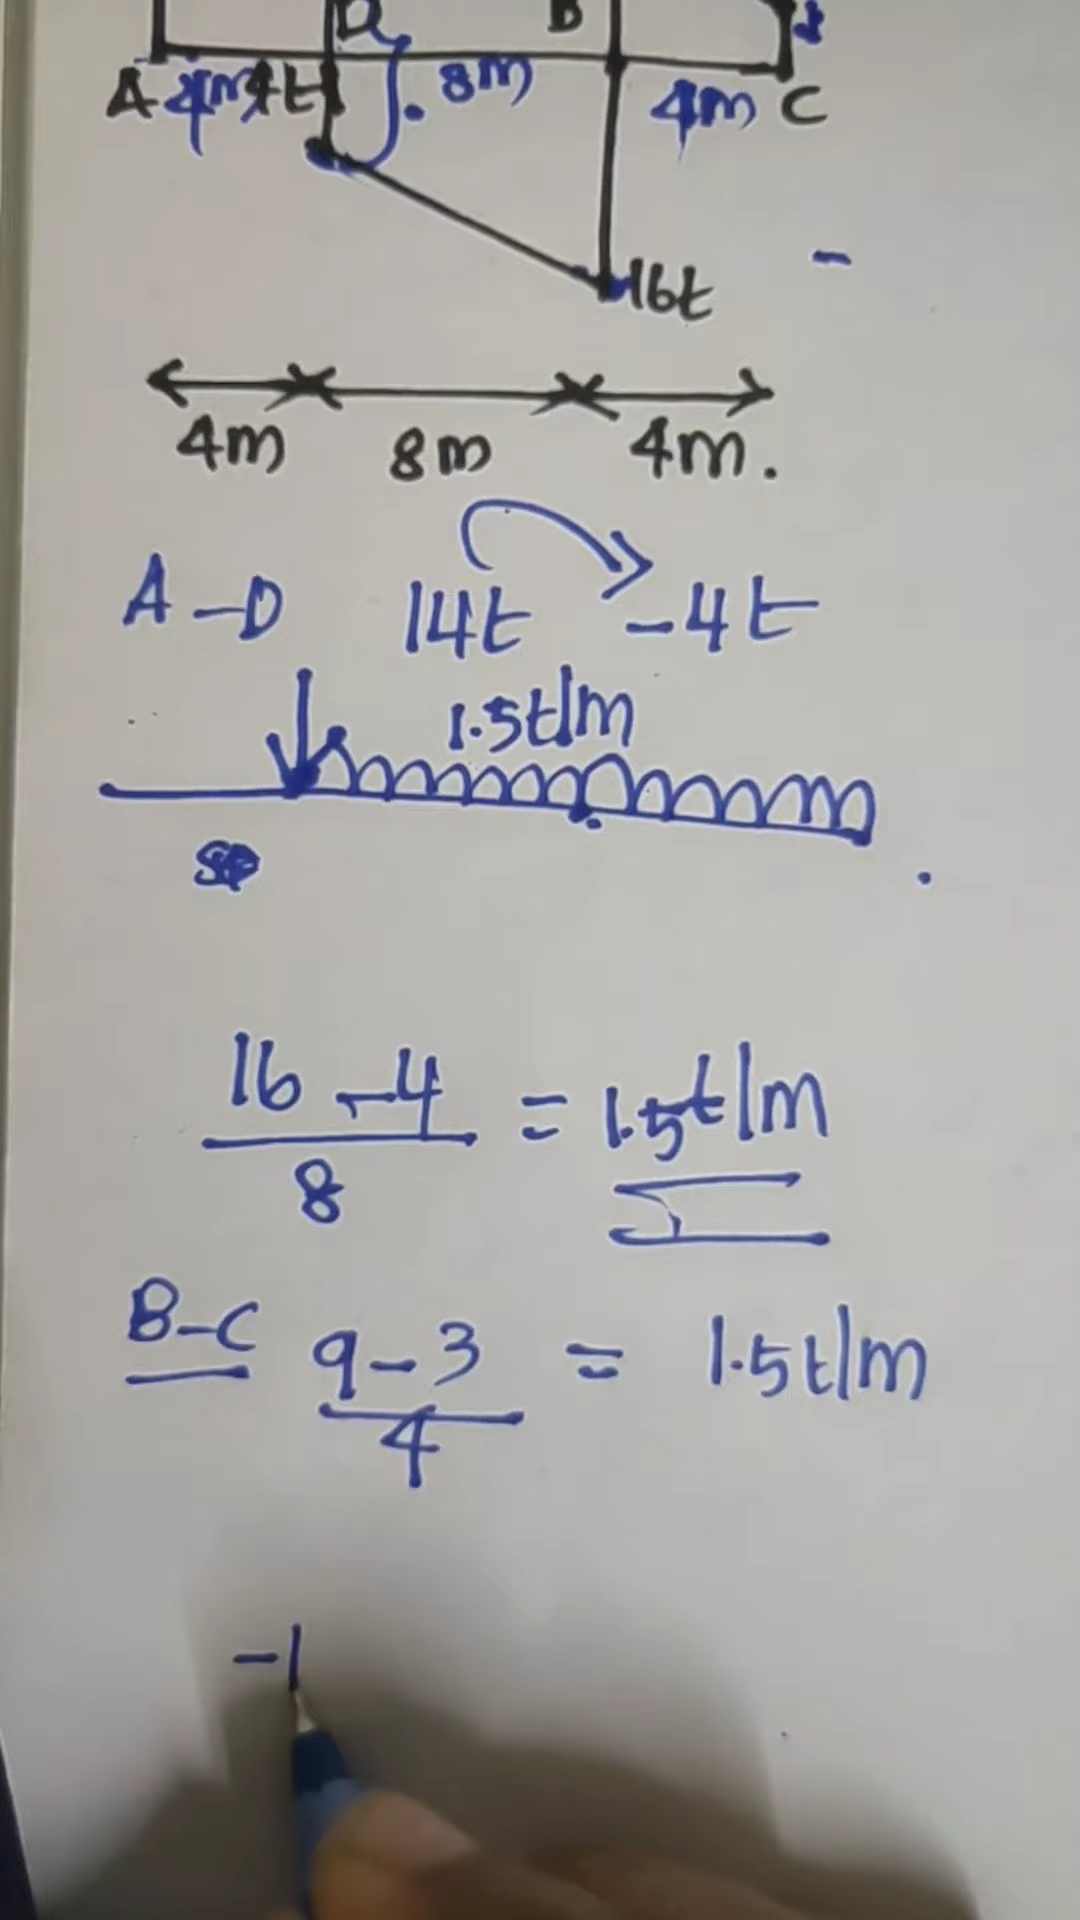 D B
A 4m 4t 8m 4m C
16t
4m 8m 4m.
A-D 14t -4t
1.5t/m
16-4
8
= 1.5t/m
B-C 9-3
4
= 1.5t/m
-1